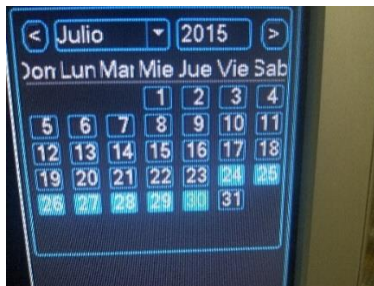 < Julio 2015 >
Dom Lun Mar Mie Jue Vie Sab
1 2 3 4
5 6 7 8 9 10 11
12 13 14 15 16 17 18
19 20 21 22 23 24 25
26 27 28 29 30 31